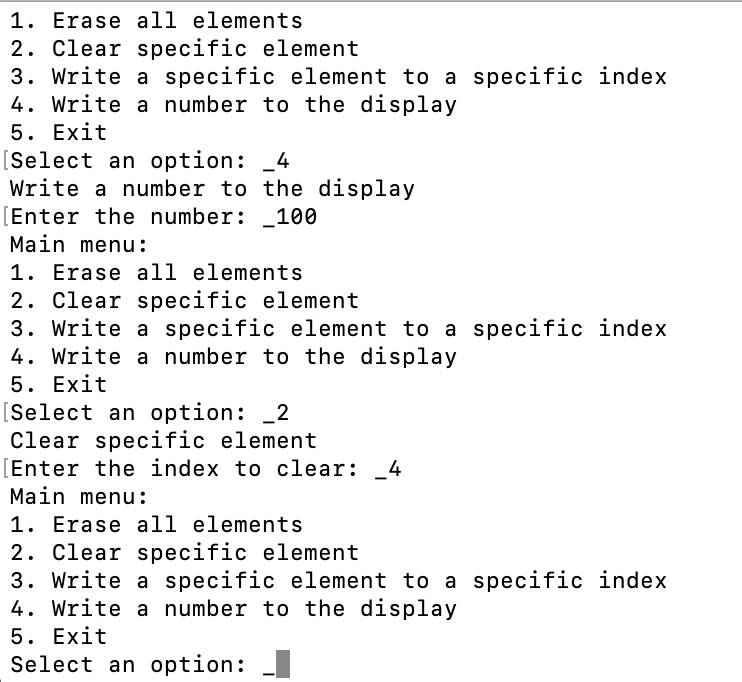 1. Erase all elements
2. Clear specific element
3. Write a specific element to a specific index
4. Write a number to the display
5. Exit
[Select an option: _4
Write a number to the display
[Enter the number: _100
Main menu:
1. Erase all elements
2. Clear specific element
3. Write a specific element to a specific index
4. Write a number to the display
5. Exit
[Select an option: _2
Clear specific element
[Enter the index to clear: _4
Main menu:
1. Erase all elements
2. Clear specific element
3. Write a specific element to a specific index
4. Write a number to the display
5. Exit
Select an option: _